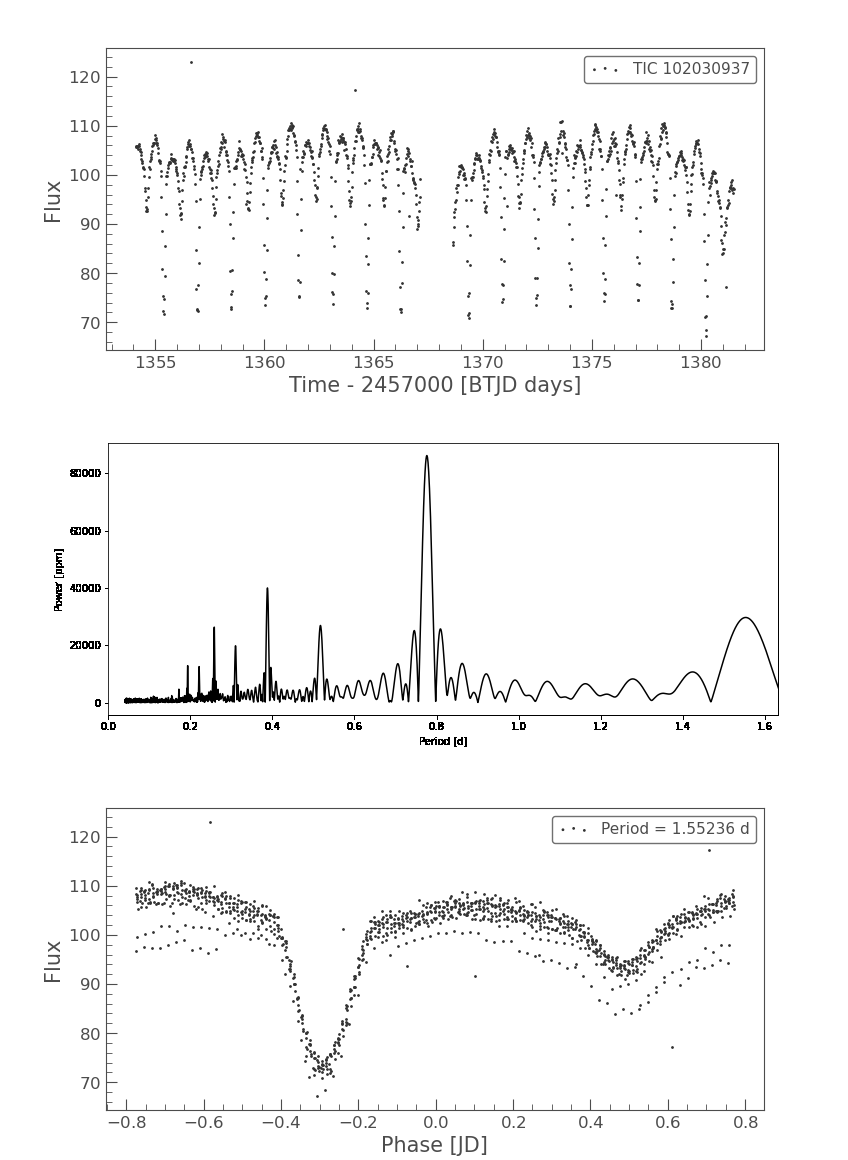 TIC 102030937
120
110
100
90
80
70
Flux
1355 1360 1365 1370 1375 1380
Time - 2457000 [BTJD days]
80000
60000
40000
20000
0
Power [ppm]
0.0 0.2 0.4 0.6 0.8 1.0 1.2 1.4 1.6
Period [d]
Period = 1.55236 d
120
110
100
90
80
70
Flux
−0.8 −0.6 −0.4 −0.2 0.0 0.2 0.4 0.6 0.8
Phase [JD]